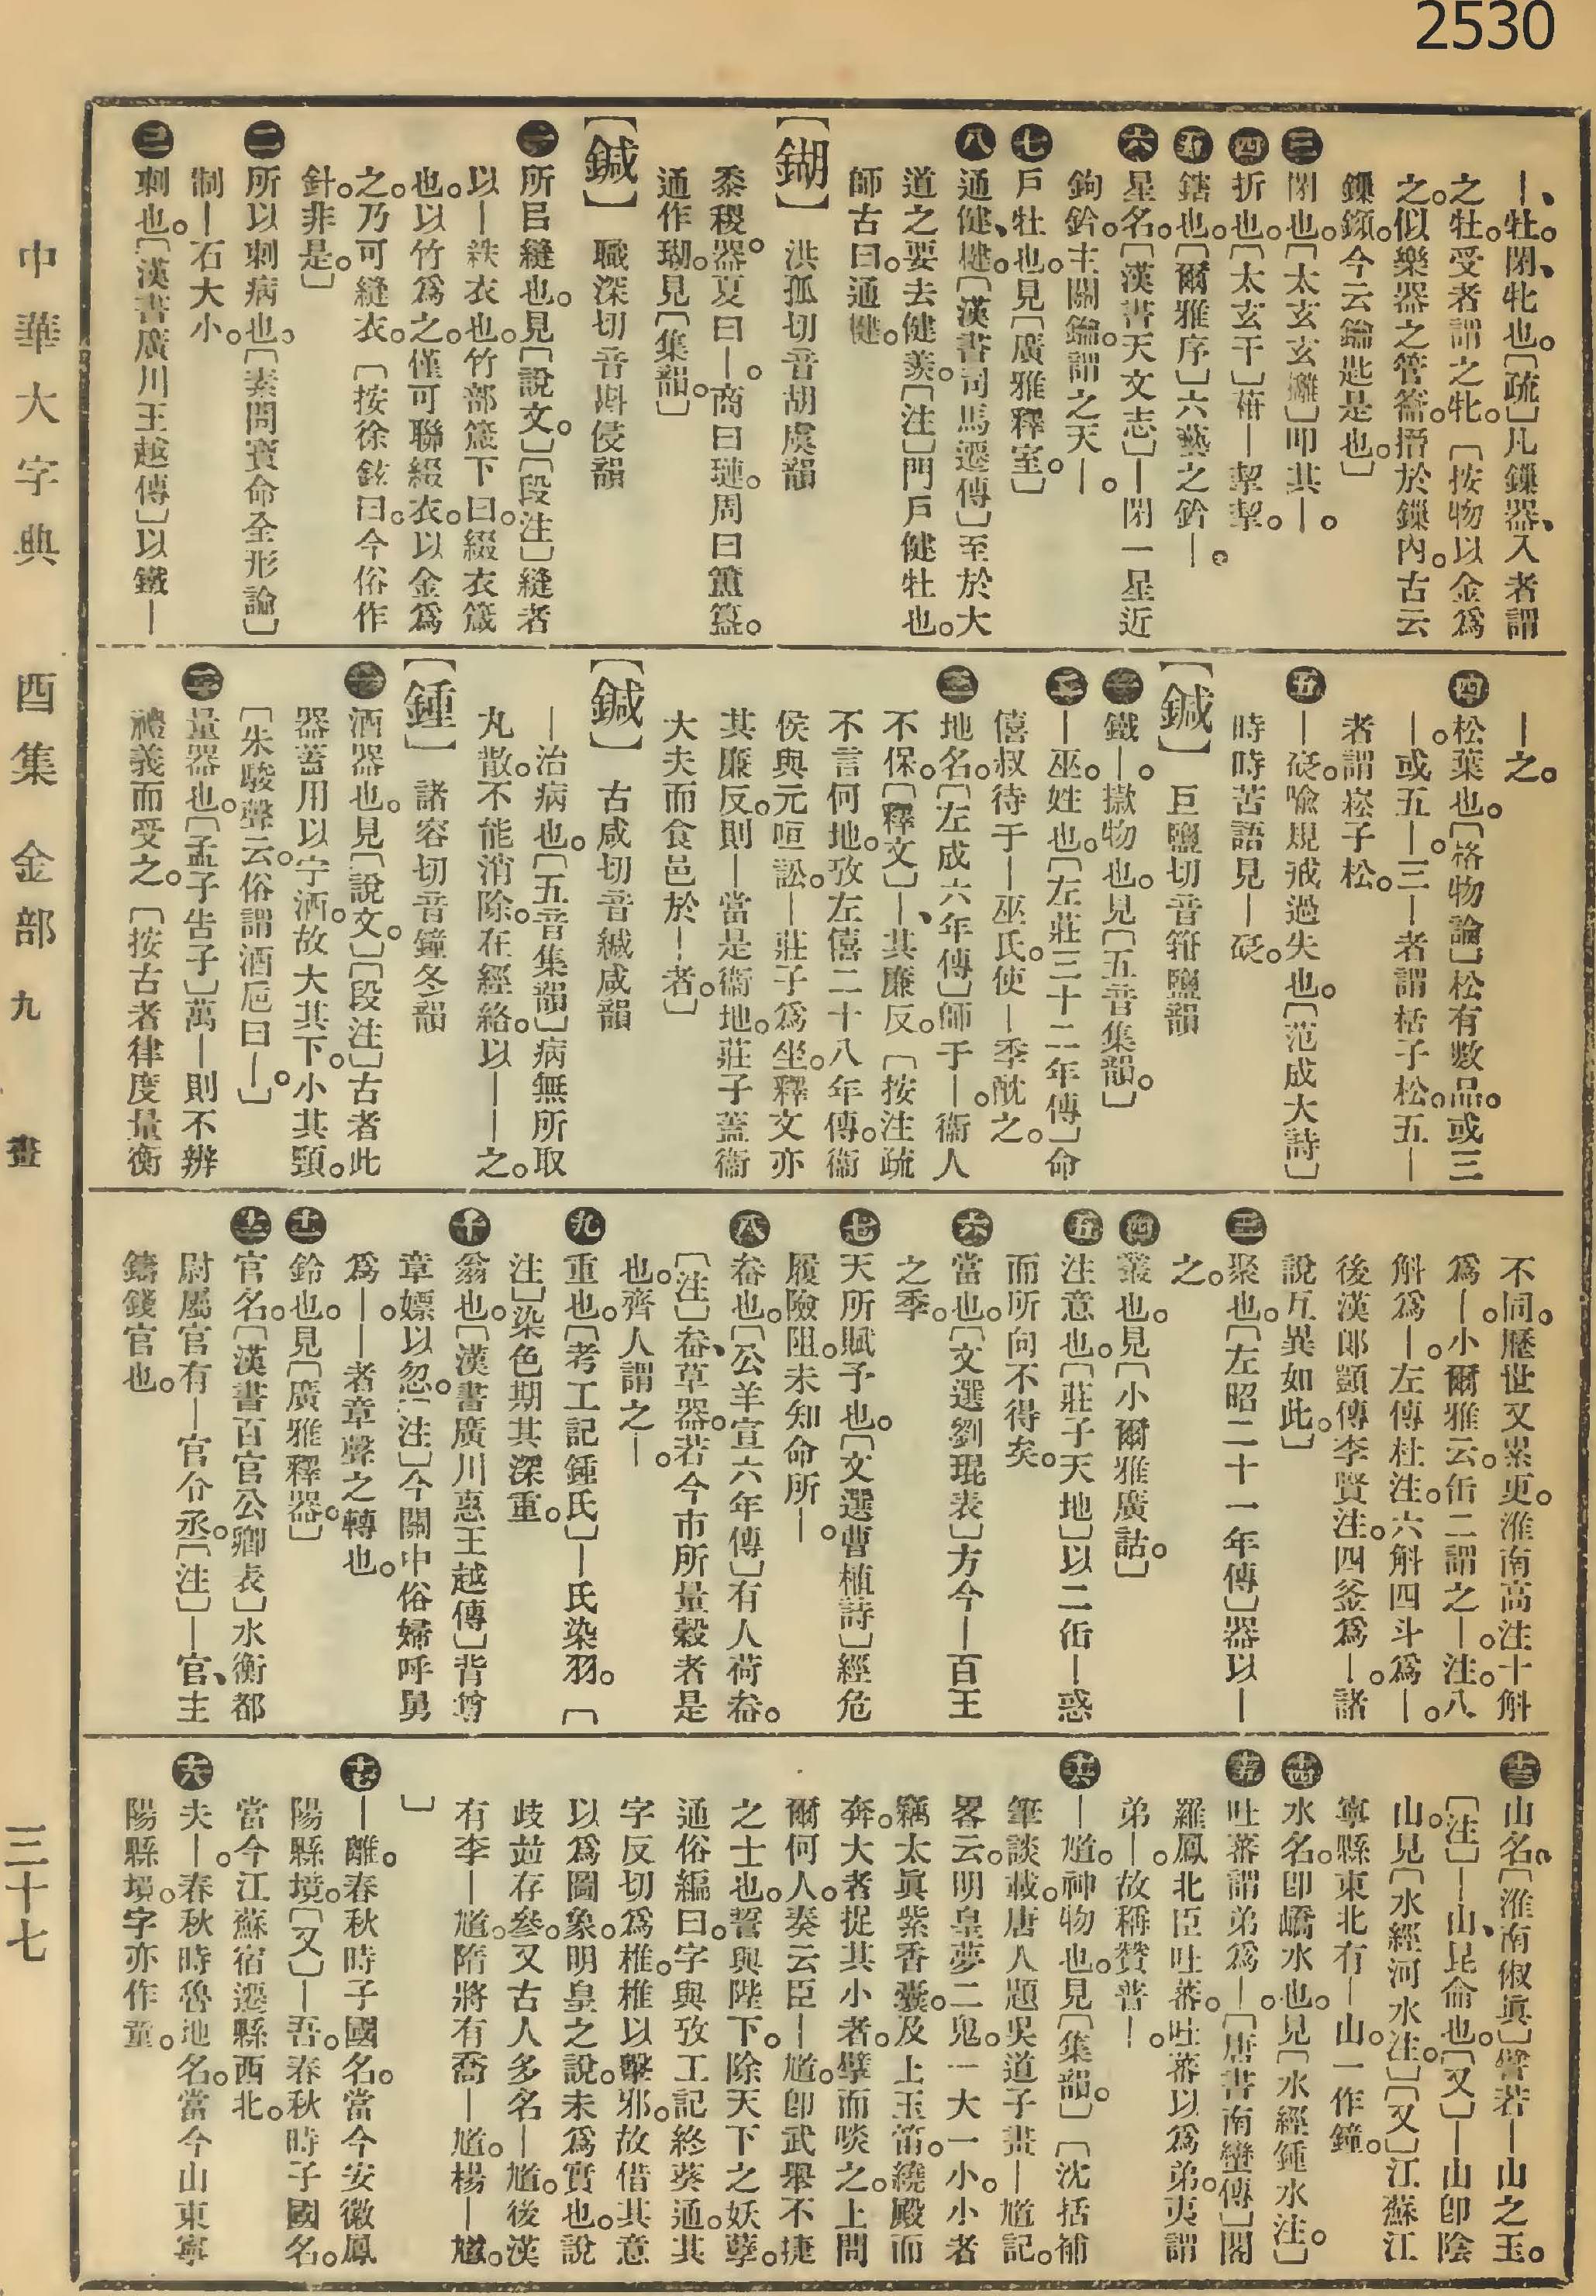 2530
丨、牡。閉、牝也。〔疏〕凡鏁器、入者謂
之牡。受者謂之牝。〔按物以金爲
之。似樂器之管籥。搢於鏁內。古云
鏁鬚。今云鑰匙是也。〕
三 閉也。〔太玄玄攡〕叩其丨。
四 折也。〔太玄干〕葙丨挈挈。
五 鎋也。〔爾雅序〕六藝之鈐丨。
六 星名。〔漢書天文志〕丨閉一星近
鉤鈐。主關鑰。謂之天丨。
七 戶牡也。見〔廣雅釋室。〕
八 通健、楗。〔漢書司馬遷傳〕至於大
道之要去健羨。〔注〕門戶健牡也。
師古曰。通楗。
〔鍸〕 洪孤切音胡虞韻
黍稷器。夏曰丨。商曰璉。周曰簠簋。
通作瑚。見〔集韻。〕
〔鍼〕 職深切音斟侵韻
一 所㠯縫也。見〔說文。〕〔段注〕縫者
以丨紩衣也。竹部箴下曰。綴衣箴
也。以竹爲之。僅可聯綴衣。以金爲
之。乃可縫衣。〔按徐鉉曰。今俗作
針。非是。〕
二 所以刺病也。〔素問寶命全形論〕
制丨石大小。
三 刺也。〔漢書廣川王越傳〕以鐵丨
丨之。
四 松葉也。〔格物論〕松有數品。或三
丨。或五丨。三丨者謂栝子松。五丨
者謂崧子松。
五 丨砭。喻規戒過失也。〔范成大詩〕
時時苦語見丨砭。
〔鍼〕 巨鹽切音箝鹽韻
一 鐵丨。撳物也。見〔五音集韻。〕
二 丨巫。姓也。〔左莊三十二年傳〕命
僖叔待于丨巫氏。使丨季酖之。
三 地名。〔左成六年傳〕師于丨。衞人
不保。〔釋文〕丨、其廉反。〔按注疏
不言何地。攷左僖二十八年傳。衞
侯與元咺訟。丨莊子爲坐。釋文亦
其廉反。則丨當是衞地。莊子蓋衞
大夫而食邑於丨者。〕
〔鍼〕 古咸切音緘咸韻
丨治病也。〔五音集韻〕病無所取
丸散。不能消除。在經絡。以丨丨之。
〔鍾〕 諸容切音鐘冬韻
一 酒器也。見〔說文。〕〔段注〕古者此
器蓋用以宁酒。故大其下。小其頸。
〔朱駿聲云。俗謂酒卮曰丨。〕
二 量器也。〔孟子告子〕萬丨則不辨
禮義而受之。〔按古者律度量衡
不同。歷世又絫更。淮南高注十斛
爲丨。小爾雅云。缶二謂之丨。注。八
斛爲丨。左傳杜注。六斛四斗爲丨。
後漢郞顗傳李賢注。四釜爲丨。諸
說互異如此。〕
三 聚也。〔左昭二十一年傳〕器以丨
之。
四 叢也。見〔小爾雅廣詁。〕
五 注意也。〔莊子天地〕以二缶丨惑
而所向不得矣。
六 當也。〔文選劉琨表〕方今丨百王
之季。
七 天所賦予也。〔文選曹植詩〕經危
履險阻。未知命所丨。
八 畚也。〔公羊宣六年傳〕有人荷畚。
〔注〕畚、草器。若今市所量穀者是
也。齊人謂之丨。
九 重也。〔考工記鍾氏〕丨氏染羽。〔
注〕染色期其深重。
十 翁也。〔漢書廣川惠王越傳〕背尊
章嫖以忽。〔注〕今關中俗婦呼舅
爲丨。丨者章聲之轉也。
十一 鈴也。見〔廣雅釋器。〕
十二 官名。〔漢書百官公卿表〕水衡都
尉屬官有丨官令丞。〔注〕丨官、主
鑄錢官也。
十三 山名。〔淮南俶眞〕譬若丨山之玉。
〔注〕丨山、昆侖也。〔又〕丨山卽陰
山。見〔水經河水注。〕〔又〕江蘇江
寧縣東北有丨山。一作鐘。
十四 水名。卽嶠水也。見〔水經鍾水注。〕
十五 吐蕃謂弟爲丨。〔唐書南蠻傳〕閣
羅鳳北臣吐蕃。吐蕃以爲弟。夷謂
弟丨。故稱贊普丨。
十六 丨馗。神物也。見〔集韻。〕〔沈括補
筆談載。唐人題吳道子畫丨馗記。
畧云。明皇夢二鬼。一大一小。小者
竊太眞紫香囊。及上玉笛。繞殿而
奔。大者捉其小者。擘而啖之。上問
爾何人。奏云臣丨馗。卽武舉不捷
之士也。誓與陛下。除天下之妖孽。
通俗編曰。字與攷工記終葵通。其
字反切爲椎。椎以擊邪。故借其意
以爲圖象。明皇之說。未爲實也。說
歧竝存參。又古人多名丨馗。後漢
有李丨馗。隋將有喬丨馗。楊丨馗。
〕
十七 丨離。春秋時子國名。當今安徽鳳
陽縣境。〔又〕丨吾。春秋時子國名。
當今江蘇宿遷縣西北。
十八 夫丨。春秋時魯池名。當今山東寧
陽縣境。字亦作童。
中華大字典 酉集 金部 九畫 三十七